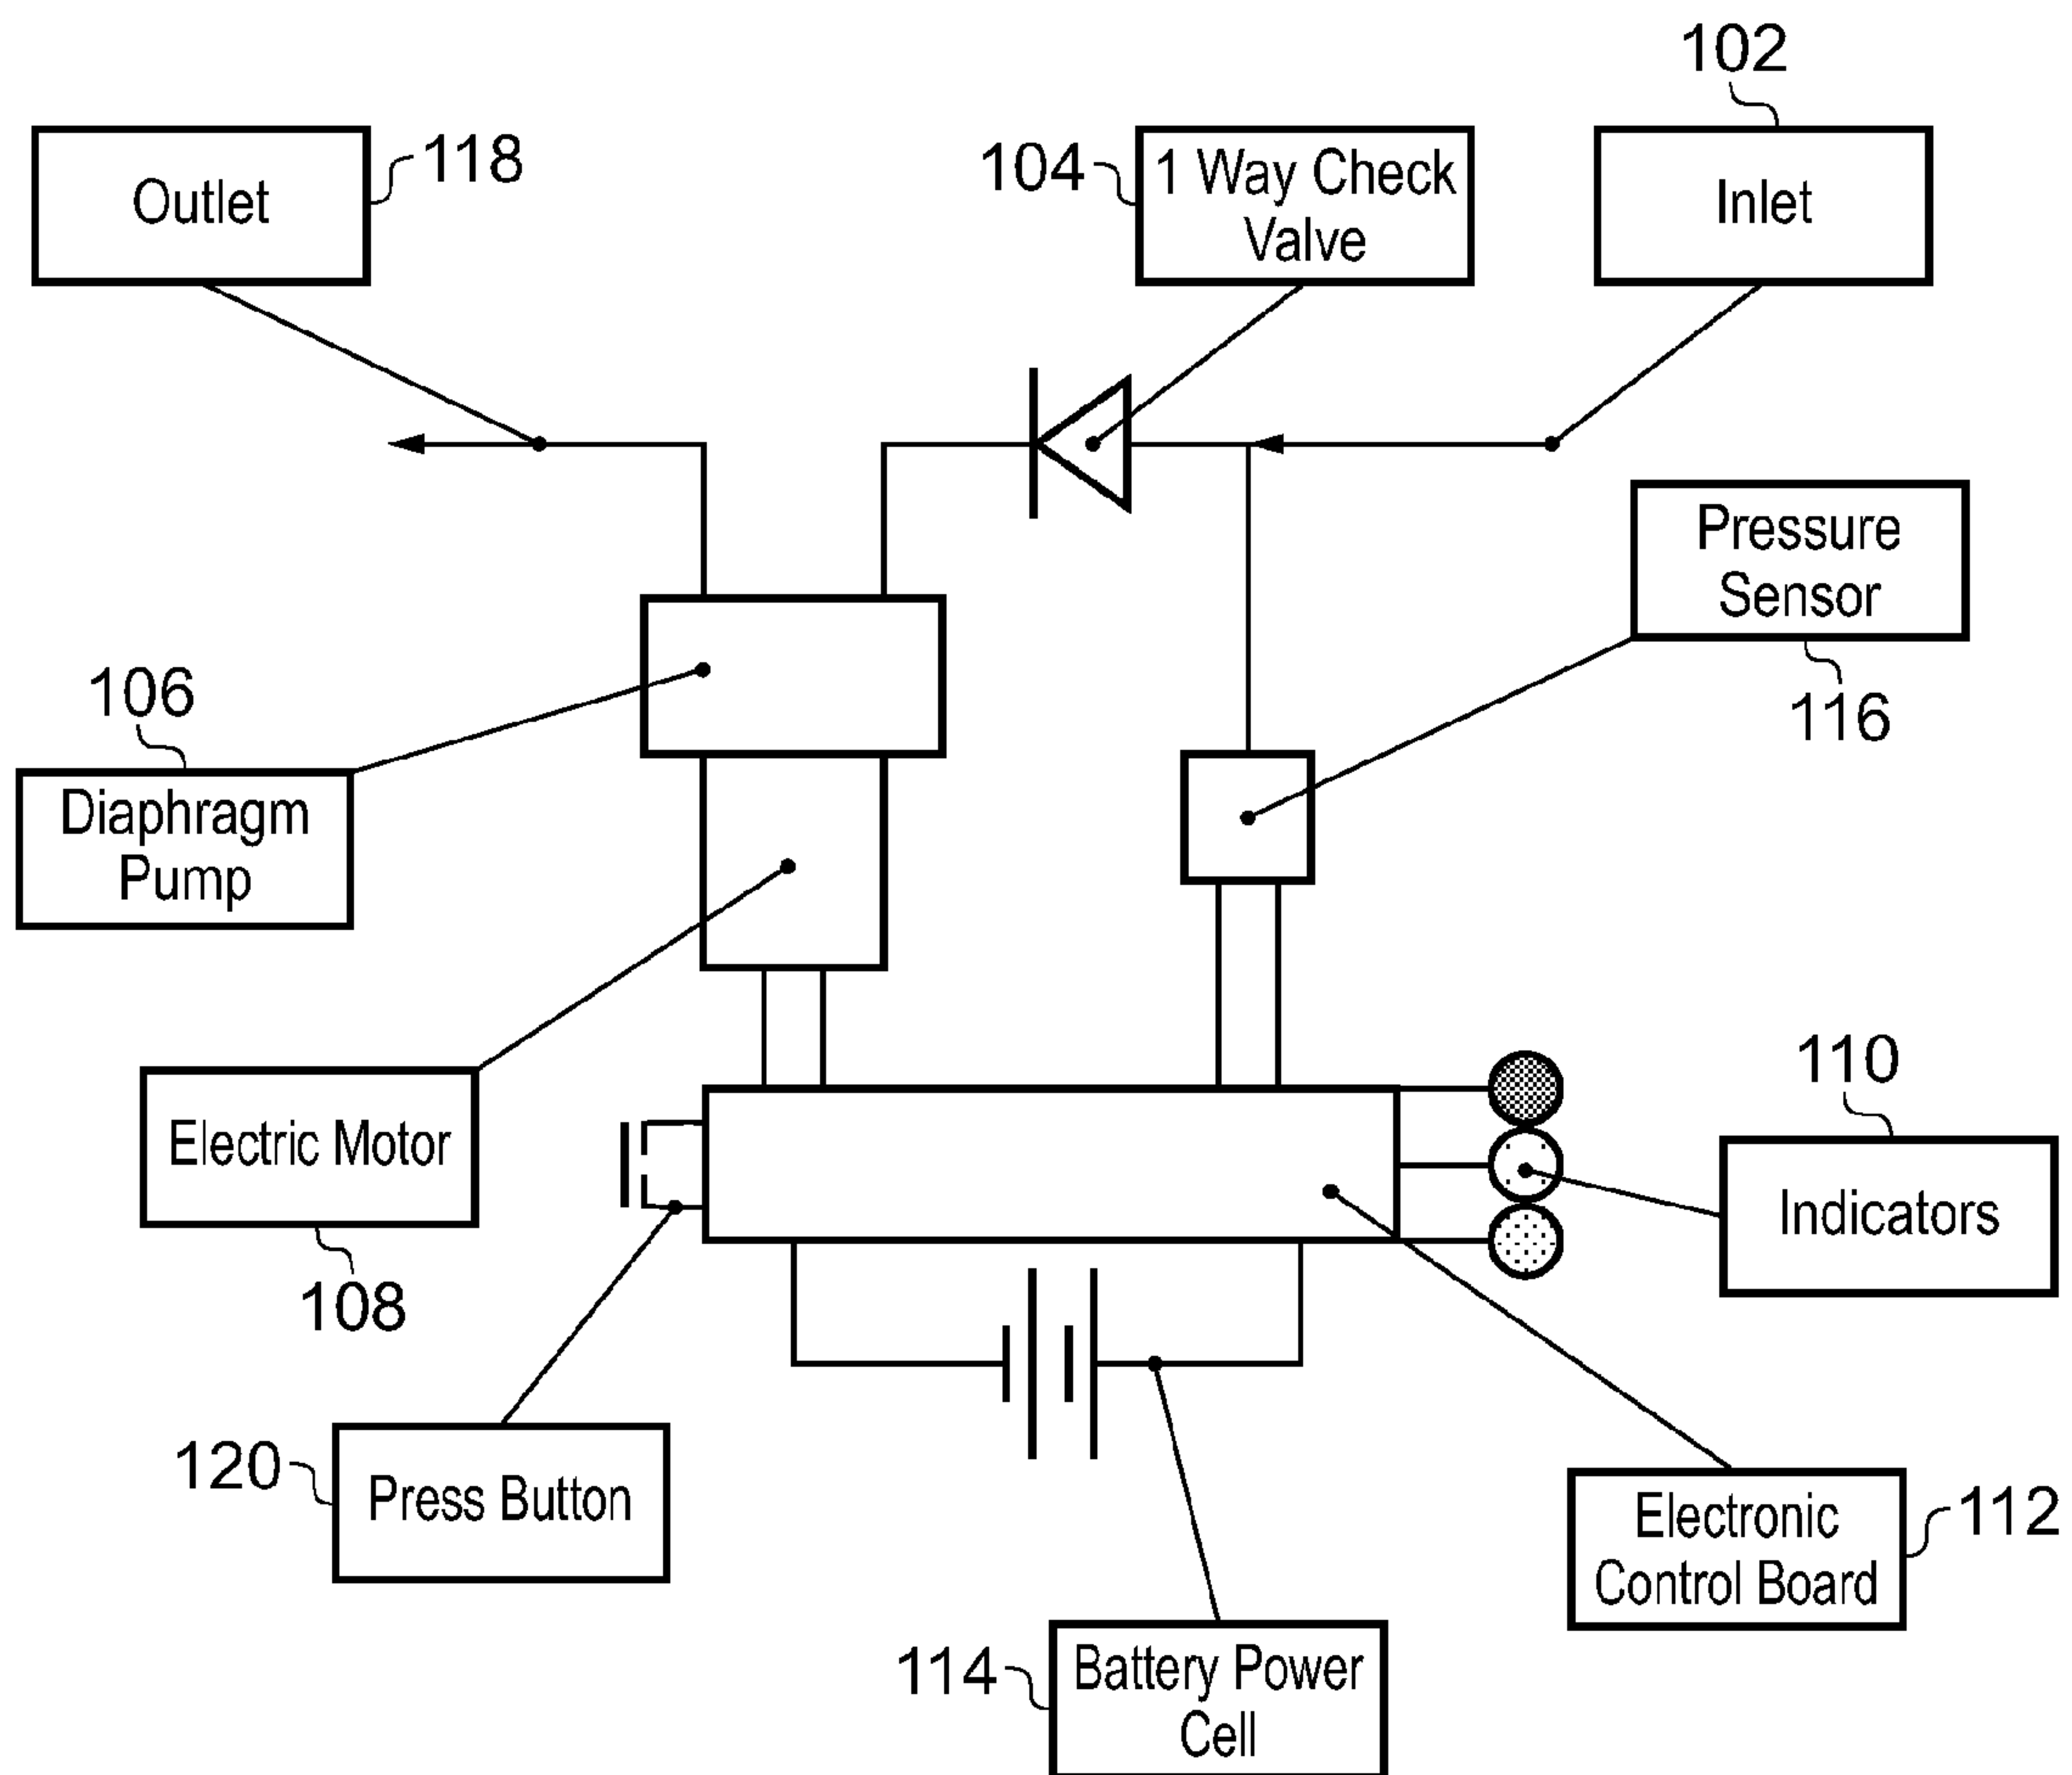 102
118
104
Outlet
1 Way Check
Valve
Inlet
Pressure
Sensor
116
106
Diaphragm
Pump
110
Electric Motor
Indicators
108
120
Press Button
Electronic
Control Board
112
114
Battery Power
Cell